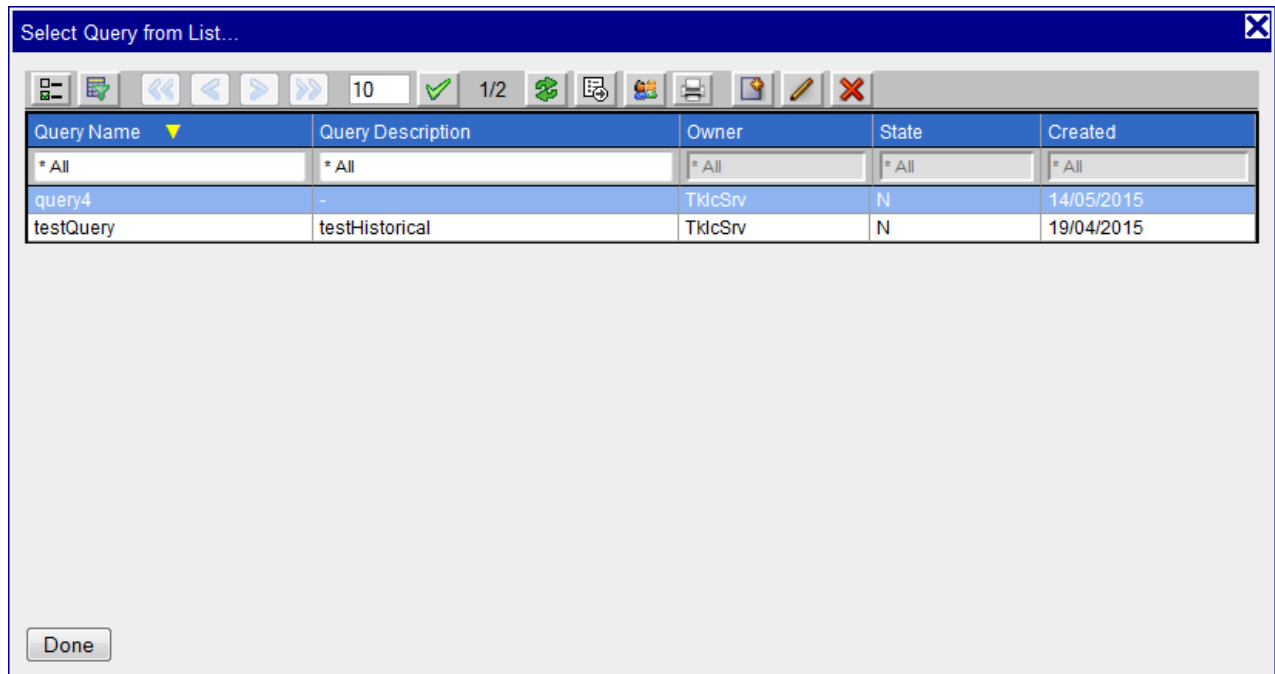 Select Query from List...
10 1/2
Query Name Query Description Owner State Created
* All * All * All * All * All
query4 - TklcSrv N 14/05/2015
testQuery testHistorical TklcSrv N 19/04/2015
Done